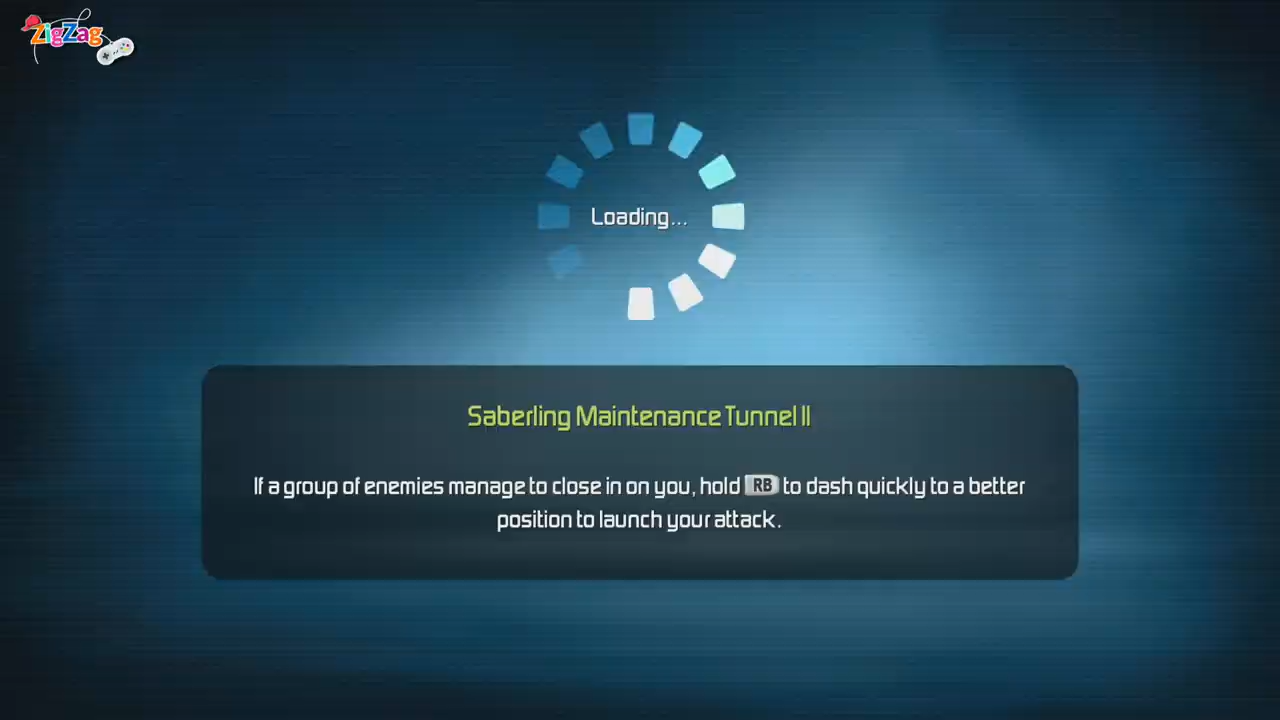 ZigZag
Loading...
Saberling Maintenance Tunnel II
If a group of enemies manage to close in on you, hold RB to dash quickly to a better
position to launch your attack.